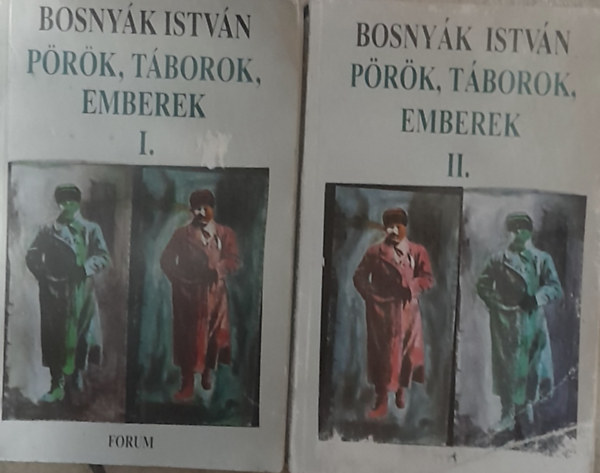 BOSNYÁK ISTVÁN
PÖRÖK, TÁBOROK,
EMBEREK
I.
FORUM
BOSNYÁK ISTVÁN
PÖRÖK, TÁBOROK,
EMBEREK
II.